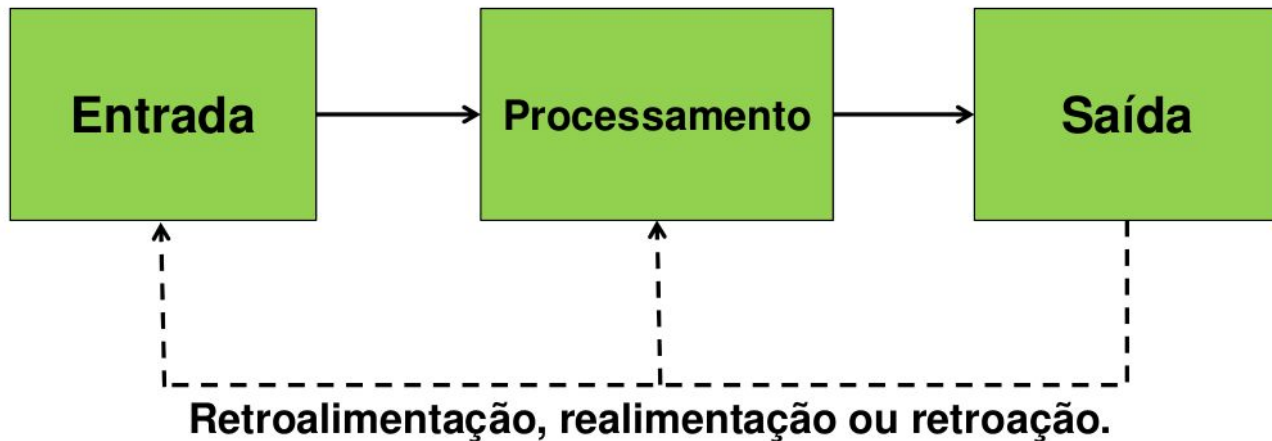 Entrada
Processamento
Saída
Retroalimentação, realimentação ou retroação.